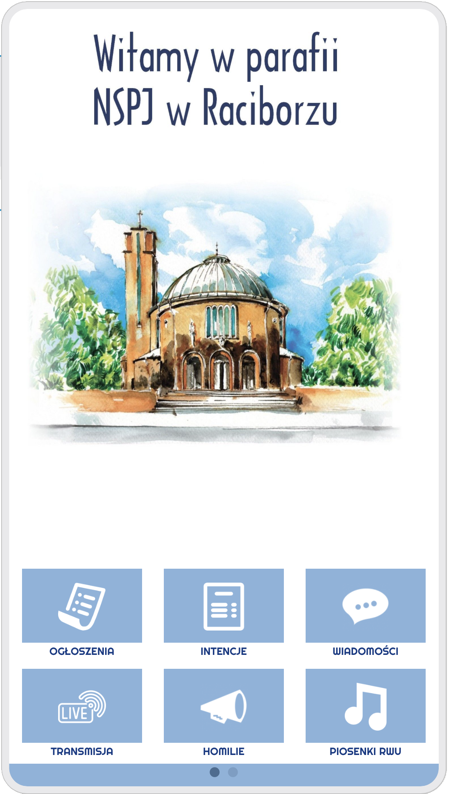 Witamy w parafii
NSPJ w Raciborzu
OGŁOSZENIA
INTENCJE
WIADOMOŚCI
LIVE
TRANSMISJA
HOMILIE
PIOSENKI RWU